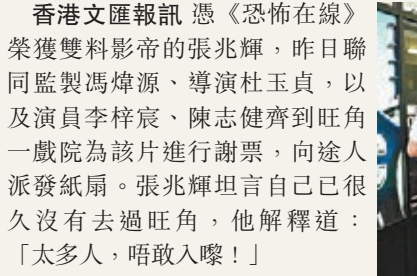 香港文匯報訊 憑《恐怖在線》
榮獲雙料影帝的張兆輝，昨日聯
同監製馮煒源、導演杜玉貞，以
及演員李梓宸、陳志健齊到旺角
一戲院為該片進行謝票，向途人
派發紙扇。張兆輝坦言自己已很
久沒有去過旺角，他解釋道：
「太多人，唔敢入嚟！」